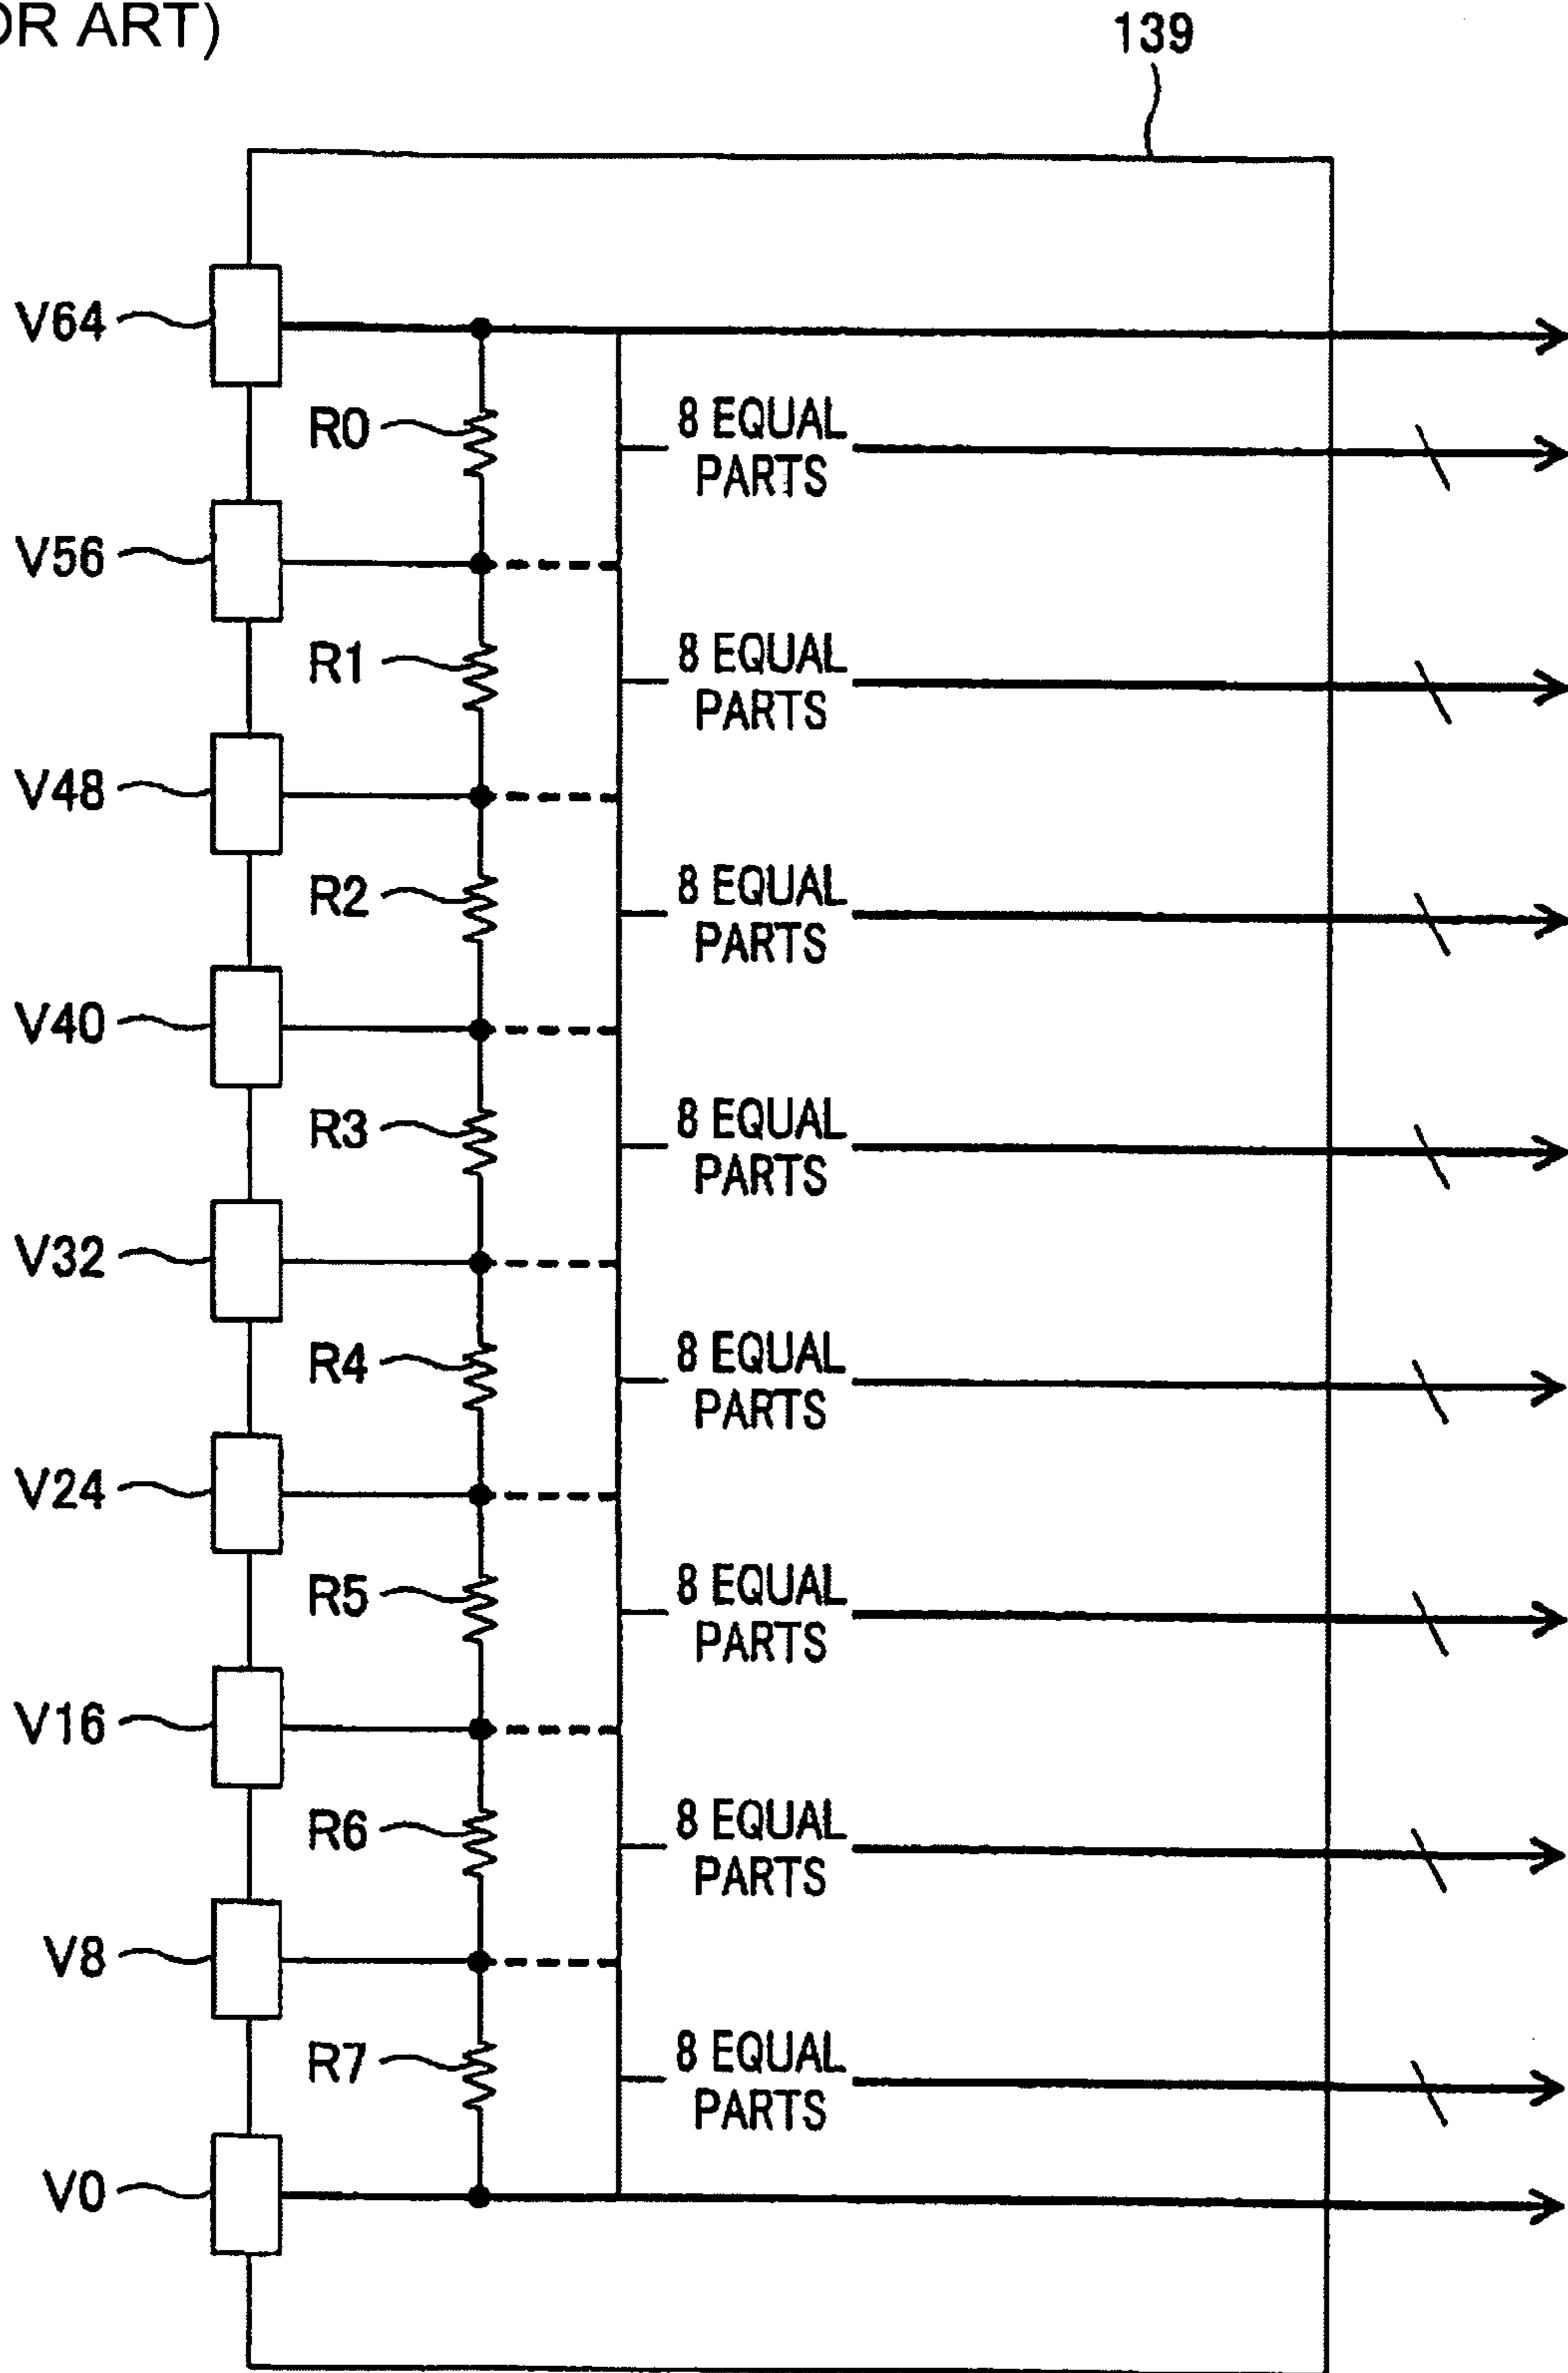 OR ART)
139
V64
R0
8 EQUAL
PARTS
V56
R1
8 EQUAL
PARTS
V48
R2
8 EQUAL
PARTS
V40
R3
8 EQUAL
PARTS
V32
R4
8 EQUAL
PARTS
V24
R5
8 EQUAL
PARTS
V16
R6
8 EQUAL
PARTS
V8
R7
8 EQUAL
PARTS
V0